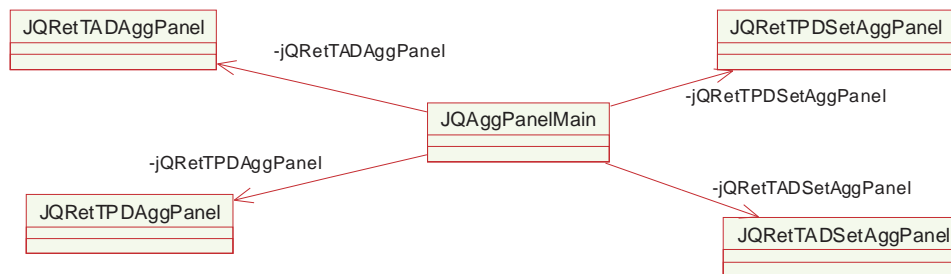 JQRetTADAggPanel
JQRetTPDSetAggPanel
-jQRetTADAggPanel
-jQRetTPDSetAggPanel
JQAggPanelMain
-jQRetTPDAggPanel
-jQRetTADSetAggPanel
JQRetTPDAggPanel
JQRetTADSetAggPanel